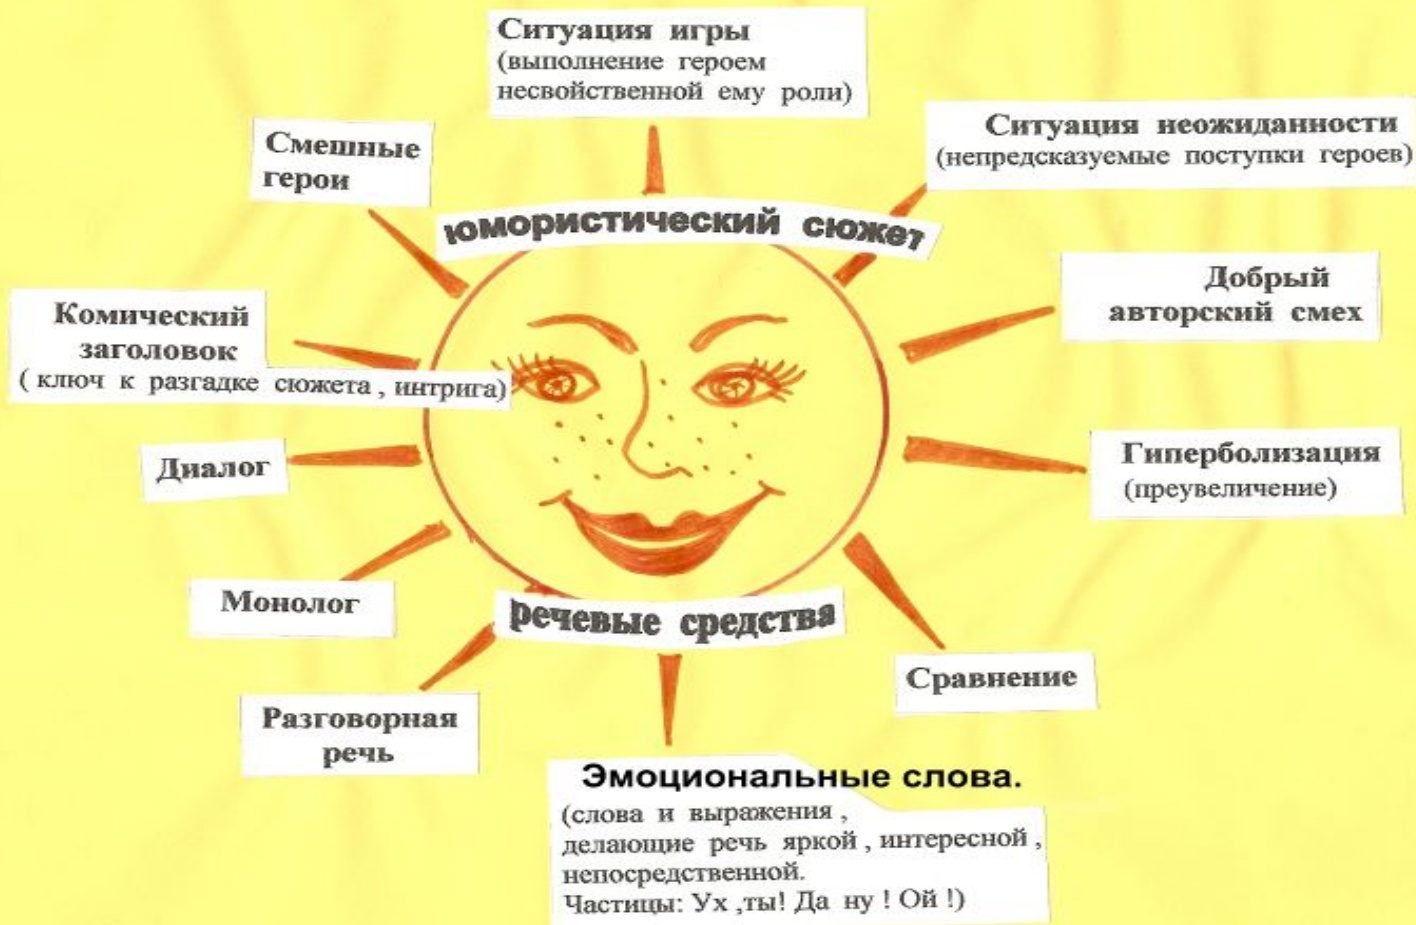 Ситуация игры
(выполнение героем
несвойственной ему роли)
Ситуация неожиданности
(непредсказуемые поступки героев)
Смешные
герои
юмористический сюжет
Добрый
авторский смех
Комический
заголовок
( ключ к разгадке сюжета , интрига)
Диалог
Гиперболизация
(преувеличение)
Монолог
речевые средства
Сравнение
Разговорная
речь
Эмоциональные слова.
(слова и выражения ,
делающие речь яркой , интересной ,
непосредственной.
Частицы: Ух ,ты! Да ну ! Ой !)